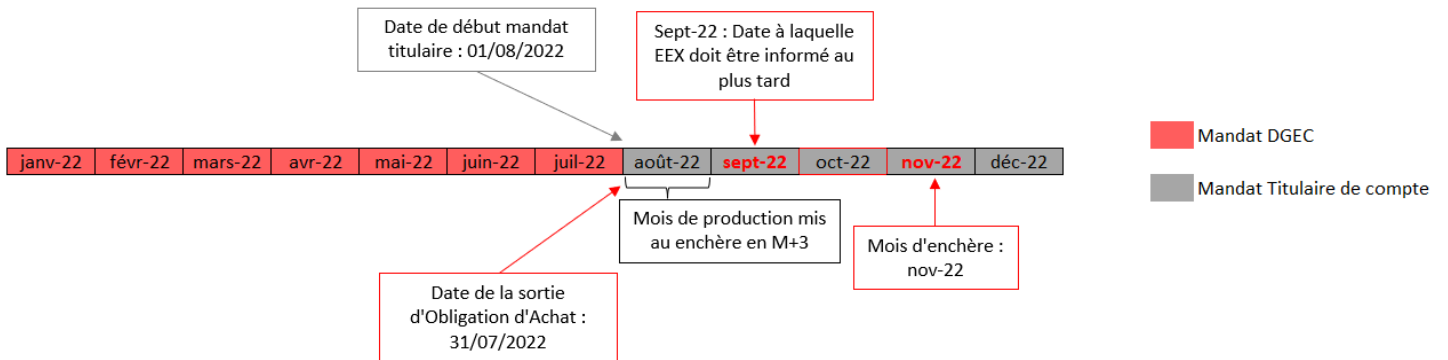 Date de début mandat
titulaire : 01/08/2022
Sept-22 : Date à laquelle
EEX doit être informé au
plus tard
janv-22 févr-22 mars-22 avr-22 mai-22 juin-22 juil-22 août-22 sept-22 oct-22 nov-22 déc-22
Mandat DGEC
Mandat Titulaire de compte
Mois de production mis
au enchère en M+3
Mois d'enchère :
nov-22
Date de la sortie
d'Obligation d'Achat :
31/07/2022